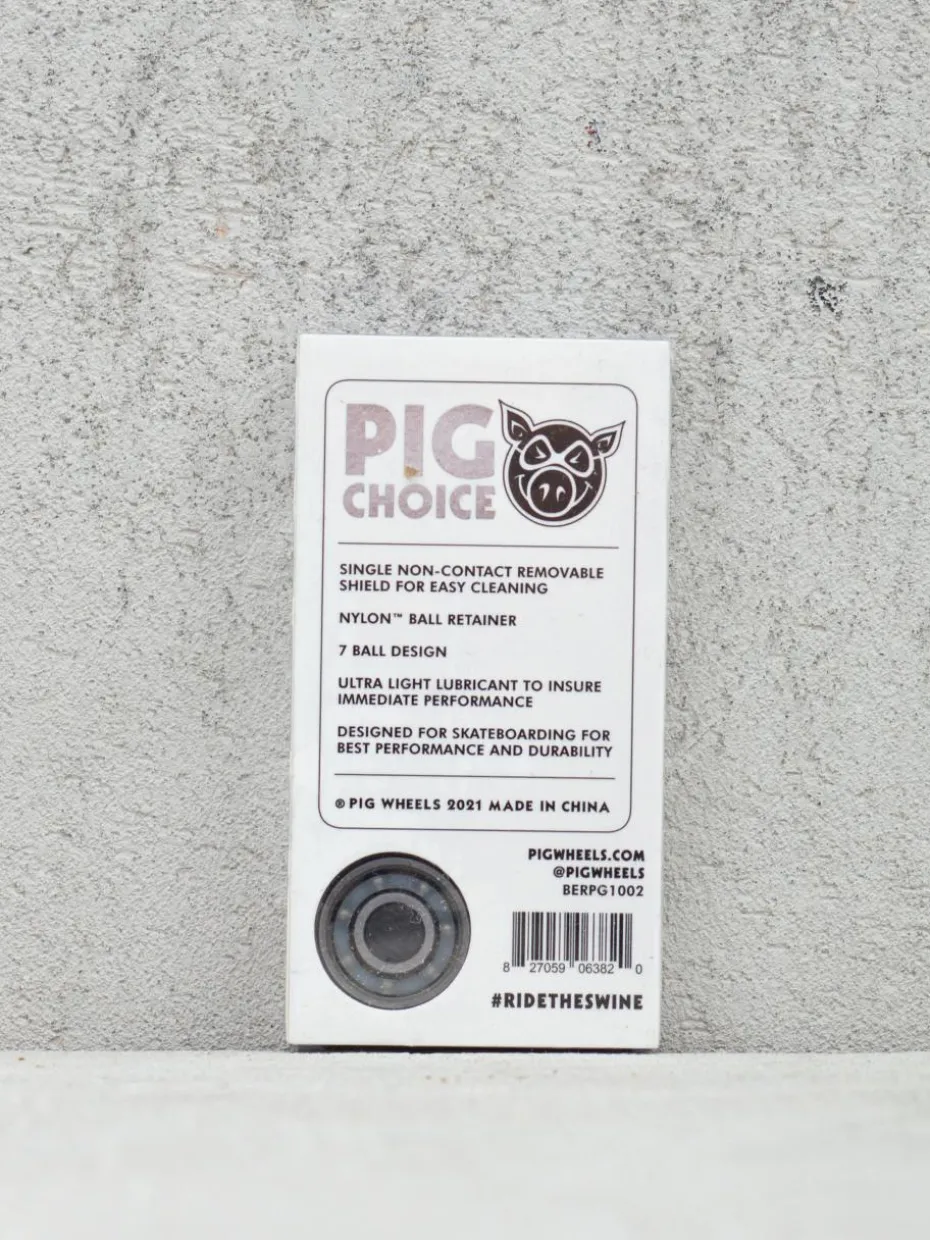 PIG
CHOICE
SINGLE NON-CONTACT REMOVABLE
SHIELD FOR EASY CLEANING
NYLON™ BALL RETAINER
7 BALL DESIGN
ULTRA LIGHT LUBRICANT TO INSURE
IMMEDIATE PERFORMANCE
DESIGNED FOR SKATEBOARDING FOR
BEST PERFORMANCE AND DURABILITY
® PIG WHEELS 2021 MADE IN CHINA
PIGWHEELS.COM
@PIGWHEELS
BERPG1002
8 27059 06382 0
#RIDETHESWINE